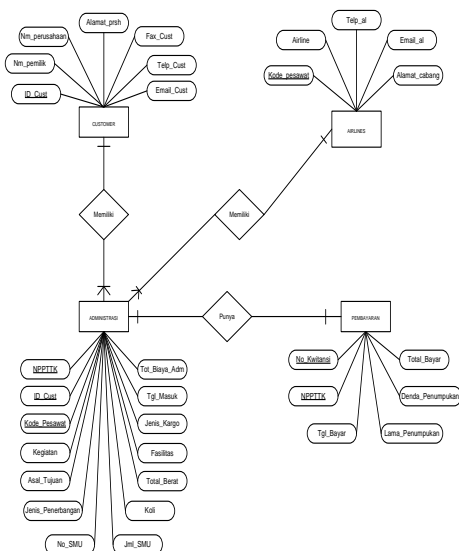 Alamat_prsh
Nm_perusahaan
Fax_Cust
Nm_pemilik
Telp_Cust
ID_Cust
Email_Cust
CUSTOMER
Telp_al
Airline
Email_al
Kode_pesawat
Alamat_cabang
AIRLINES
Memiliki
Memiliki
ADMINISTRASI
Punya
PEMBAYARAN
NPPTTK
Tot_Biaya_Adm
ID_Cust
Tgl_Masuk
Kode_Pesawat
Jenis_Kargo
Kegiatan
Fasilitas
Asal_Tujuan
Total_Berat
Jenis_Penerbangan
Koli
No_SMU
Jml_SMU
No_Kwitansi
Total_Bayar
NPPTTK
Denda_Penumpukan
Tgl_Bayar
Lama_Penumpukan